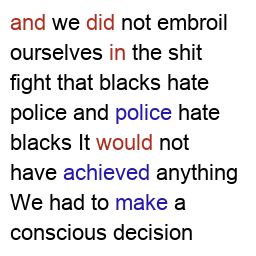 and we did not embroil
ourselves in the shit
fight that blacks hate
police and police hate
blacks It would not
have achieved anything
We had to make a
conscious decision